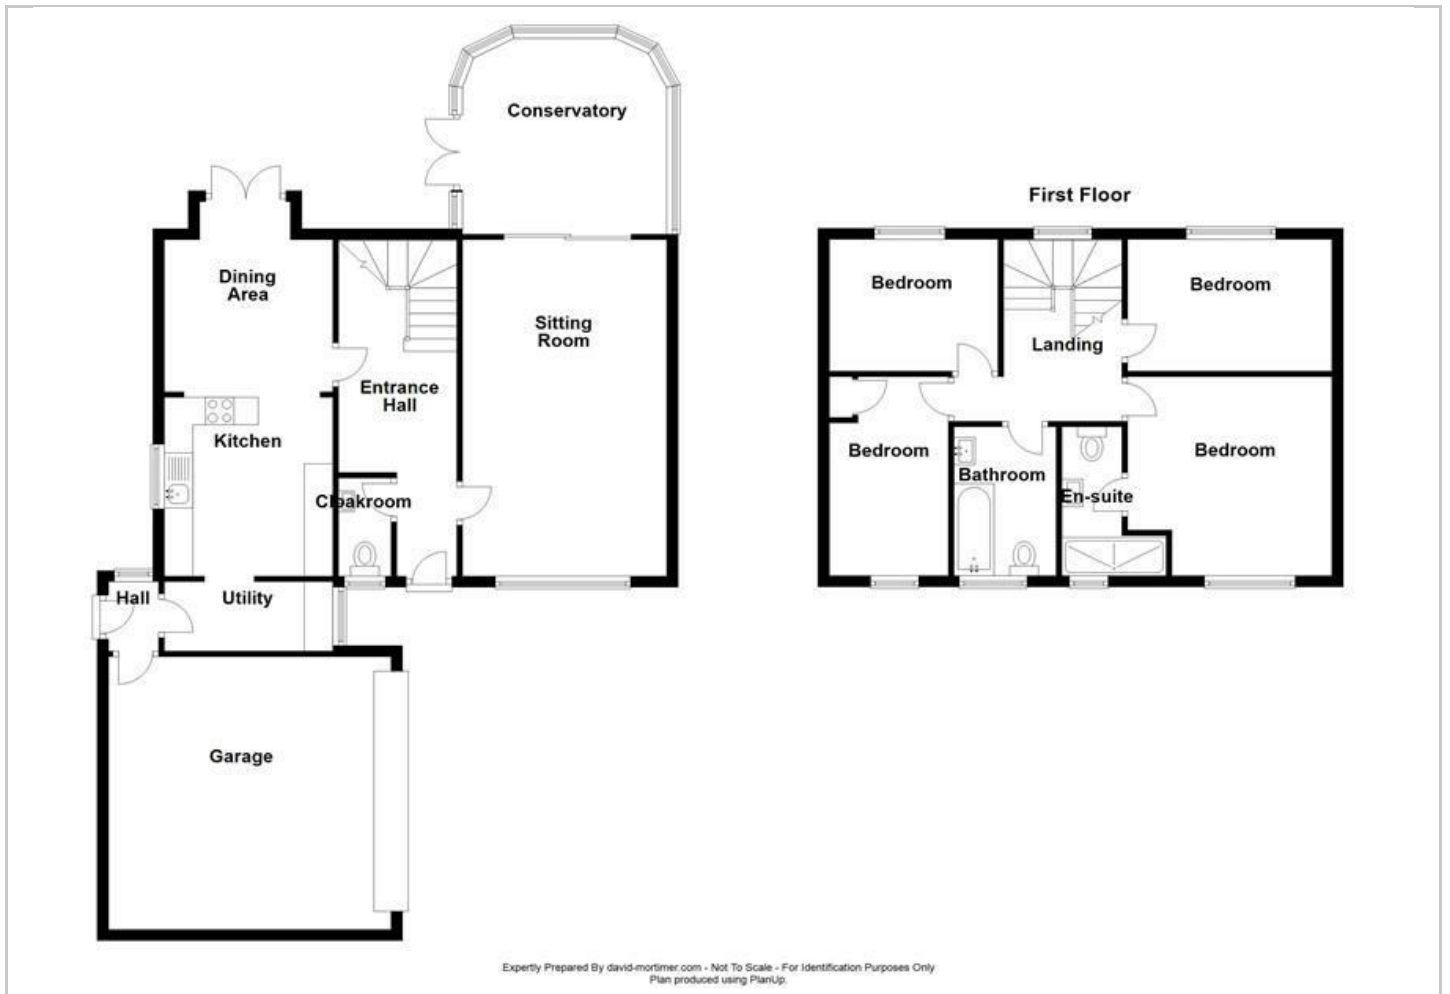 Conservatory
Dining
Area
Sitting
Room
Entrance
Hall
Kitchen
Cloakroom
Hall
Utility
Garage
First Floor
Bedroom
Bedroom
Landing
Bedroom
Bathroom
En-suite
Bedroom
Expertly Prepared By david-mortimer.com - Not To Scale - For Identification Purposes Only
Plan produced using PlanUp.